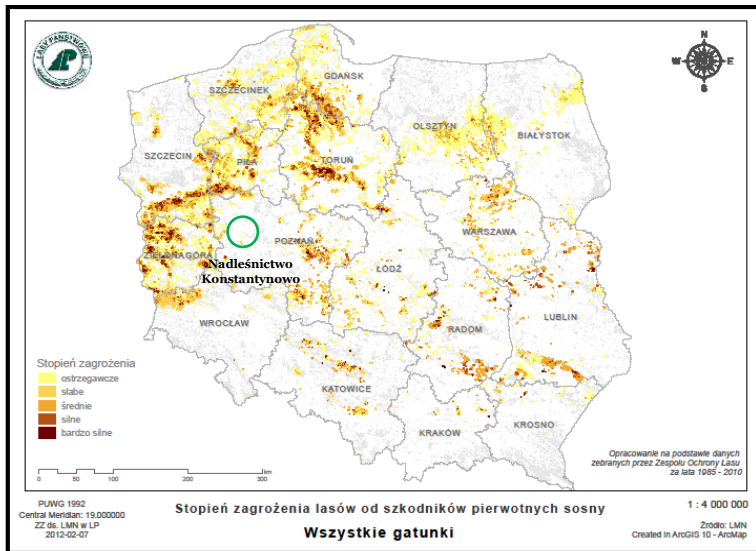 LASY PAŃSTWOWE
N
W
E
S
GDAŃSK
SZCZECINEK
OLSZTYN
BIAŁYSTOK
SZCZECIN
PIŁA
TORUŃ
WARSZAWA
POZNAŃ
ZIELONAGÓRA
Nadleśnictwo
Konstantynowo
ŁÓDŹ
WROCŁAW
RADOM
LUBLIN
KATOWICE
KRAKÓW
KROSNO
Stopień zagrożenia
ostrzegawcze
słabe
średnie
silne
bardzo silne
0 50 100 200 300
km
Opracowanie na podstawie danych
zebranych przez Zespołu Ochrony Lasu
za lata 1985 - 2010
PUWG 1992
Central Meridian: 19.000000
ZZ ds. LMN w LP
2012-02-07
Stopień zagrożenia lasów od szkodników pierwotnych sosny
Wszystkie gatunki
1 : 4 000 000
Źródło: LMN
Created in ArcGIS 10 - ArcMap